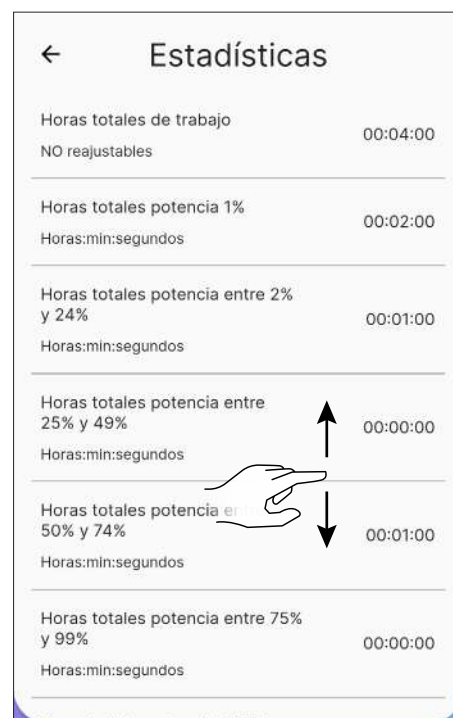 Estadísticas
Horas totales de trabajo
00:04:00
NO reajustables
Horas totales potencia 1%
00:02:00
Horas:min:segundos
Horas totales potencia entre 2%
y 24%
00:01:00
Horas:min:segundos
Horas totales potencia entre
25% y 49%
00:00:00
Horas:min:segundos
Horas totales potencia
50% y 74%
00:01:00
Horas:min:segundos
Horas totales potencia entre 75%
y 99%
00:00:00
Horas:min:segundos